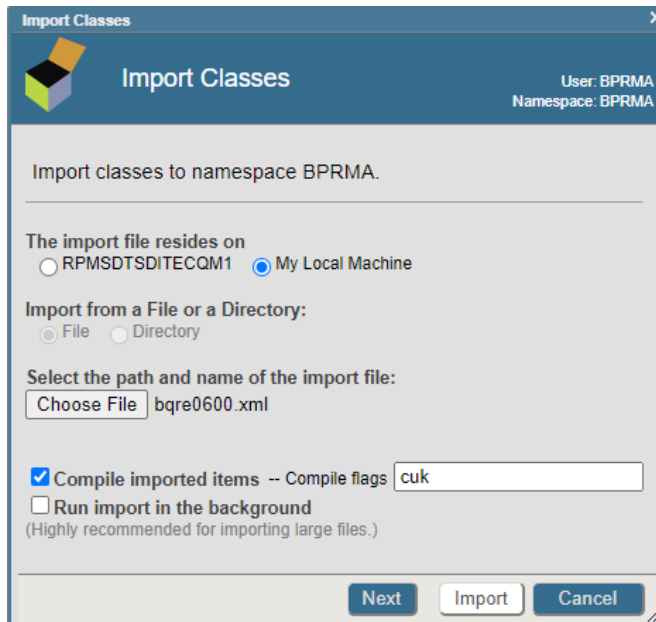 Import Classes
Import Classes
User: BPRMA
Namespace: BPRMA
Import classes to namespace BPRMA.
The import file resides on
RPMSDTSDITECQM1 My Local Machine
Import from a File or a Directory:
File Directory
Select the path and name of the import file:
Choose File bqre0600.xml
Compile imported items -- Compile flags cuk
Run import in the background
(Highly recommended for importing large files.)
Next Import Cancel